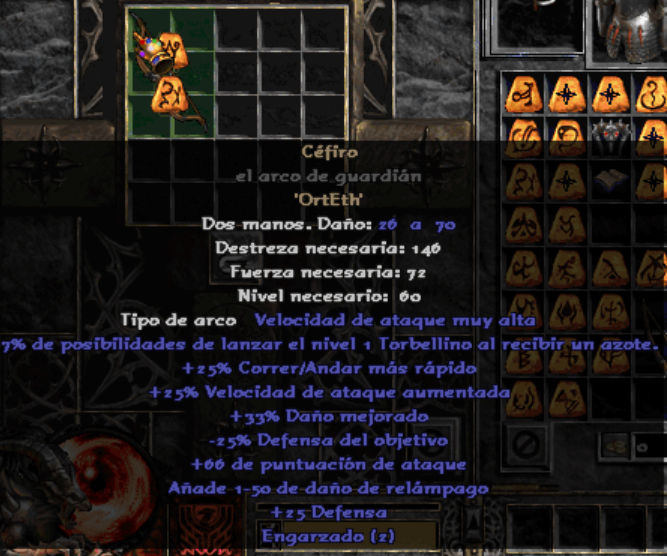 Céfiro
el arco de guardián
'OrtEth'
Dos manos. Daño: 26 a 70
Destreza necesaria: 146
Fuerza necesaria: 72
Nivel necesario: 60
Tipo de arco Velocidad de ataque muy alta
7% de posibilidades de lanzar el nivel 1 Torbellino al recibir un azote.
+25% Correr/Andar más rápido
+25% Velocidad de ataque aumentada
+33% Daño mejorado
-25% Defensa del objetivo
+66 de puntuación de ataque
Añade 1-50 de daño de relámpago
+25 Defensa
Engarzado (2)